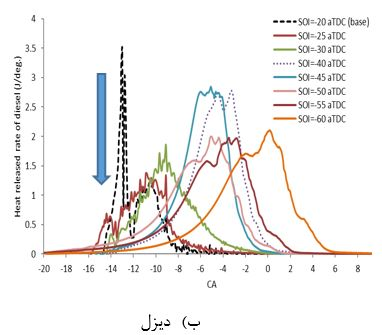 4
3.5
3
2.5
2
1.5
1
0.5
0
Heat released rate of diesel (J/deg.)
-20 -18 -16 -14 -12 -10 -8 -6 -4 -2 0 2 4 6 8
CA
SOI=-20 aTDC (base)
SOI=-25 aTDC
SOI=-30 aTDC
SOI=-40 aTDC
SOI=-45 aTDC
SOI=-50 aTDC
SOI=-55 aTDC
SOI=-60 aTDC
ب) دیزل